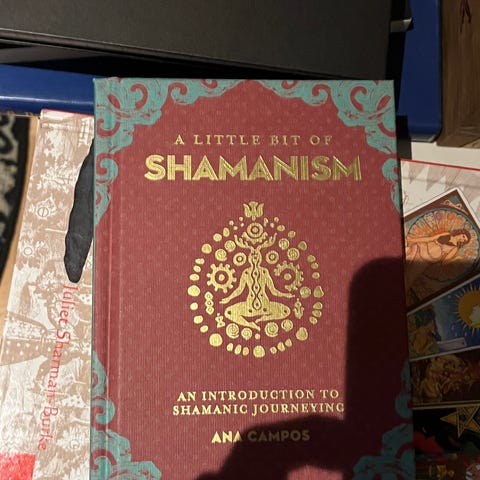 A LITTLE BIT OF
SHAMANISM
AN INTRODUCTION TO
SHAMANIC JOURNEYING
ANA CAMPOS
Juliet Sharman-Burke